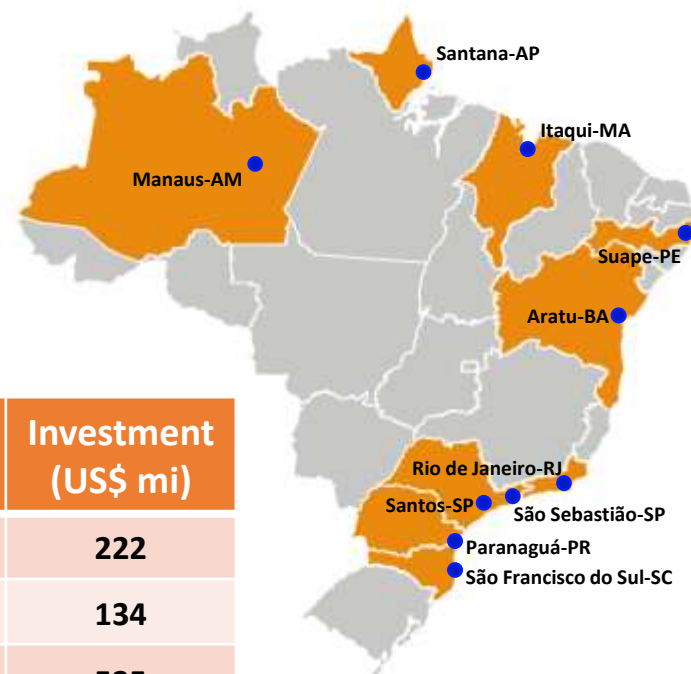 Santana-AP
Itaqui-MA
Manaus-AM
Suape-PE
Aratu-BA
Investment
(US$ mi)
Rio de Janeiro-RJ
Santos-SP
São Sebastião-SP
222
Paranaguá-PR
São Francisco do Sul-SC
134